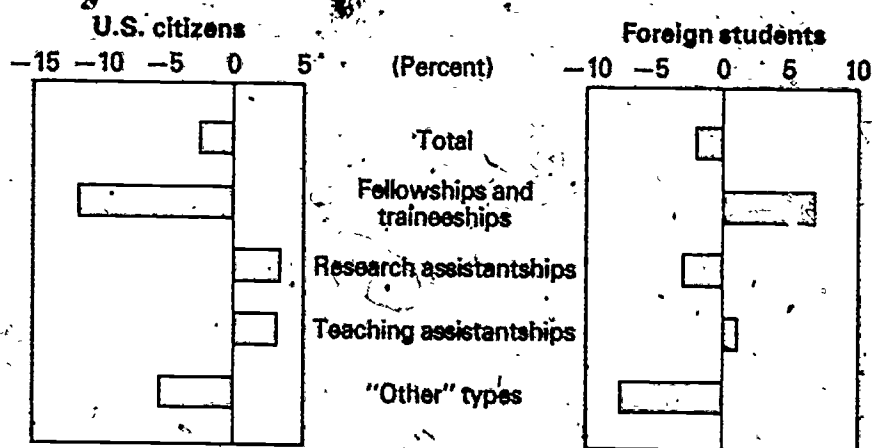 U.S. citizens
Foreign students
−15 −10 −5 0 5
(Percent)
−10 −5 0 5 10
Total
Fellowships and
traineeships
Research assistantships
Teaching assistantships
"Other" types